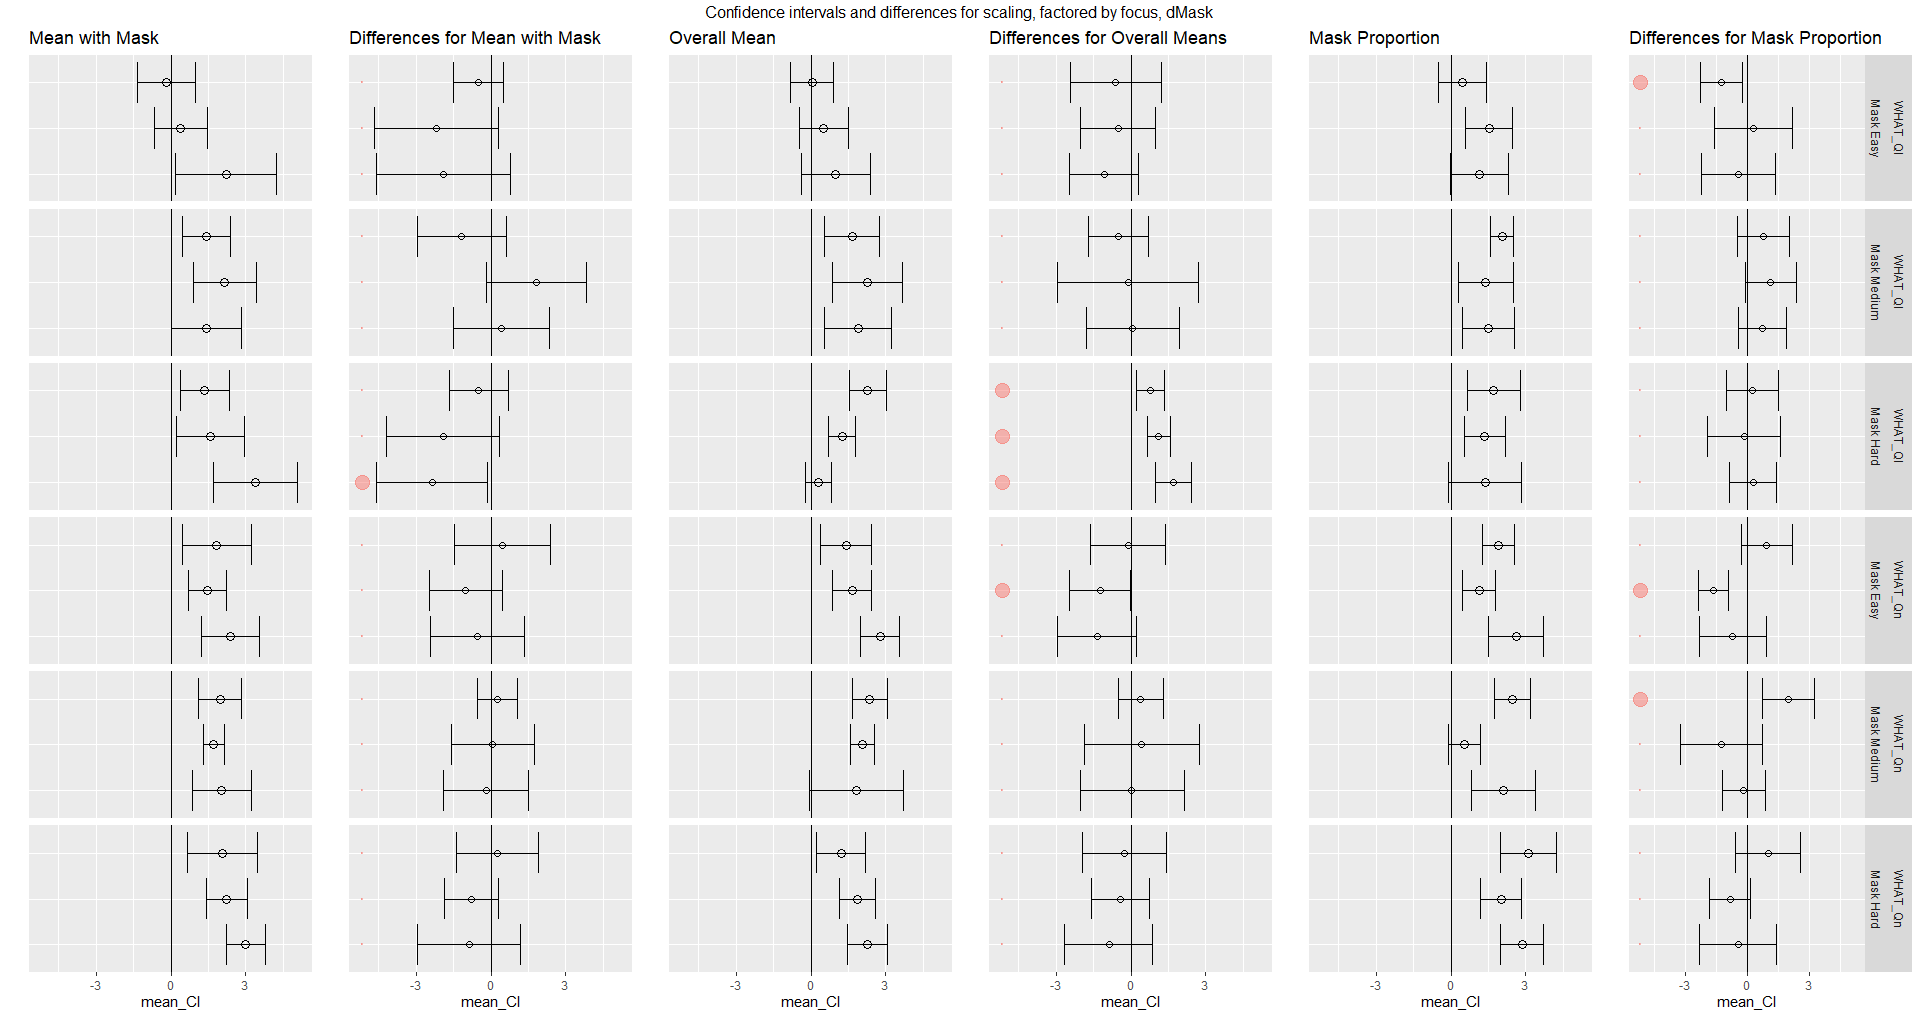 Confidence intervals and differences for scaling, factored by focus, dMask
Mean with Mask
Differences for Mean with Mask
Overall Mean
Differences for Overall Means
Mask Proportion
Differences for Mask Proportion
WHAT_Ql
Mask Easy
WHAT_Ql
Mask Medium
WHAT_Ql
Mask Hard
WHAT_Qn
Mask Easy
WHAT_Qn
Mask Medium
WHAT_Qn
Mask Hard
-3 0 3
mean_CI
-3 0 3
mean_CI
-3 0 3
mean_CI
-3 0 3
mean_CI
-3 0 3
mean_CI
-3 0 3
mean_CI